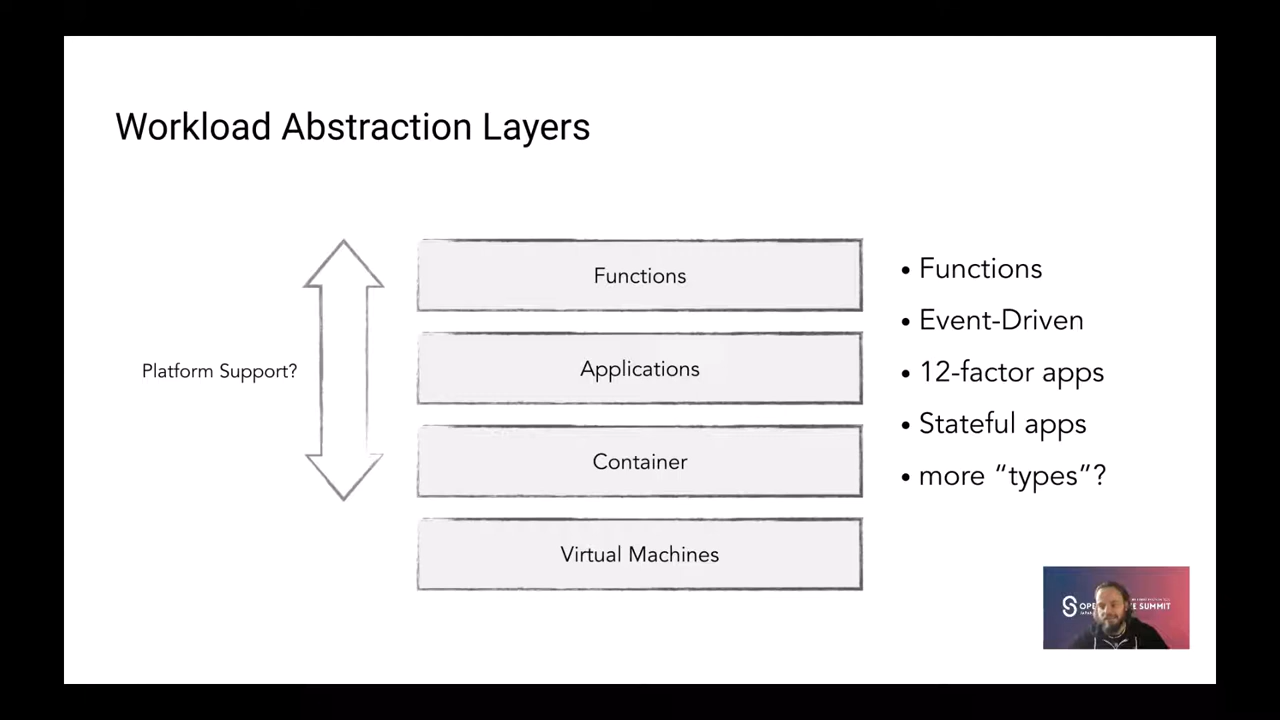 Workload Abstraction Layers
Platform Support?
Functions
Applications
Container
Virtual Machines
• Functions
• Event-Driven
• 12-factor apps
• Stateful apps
• more “types”?
SUMMIT